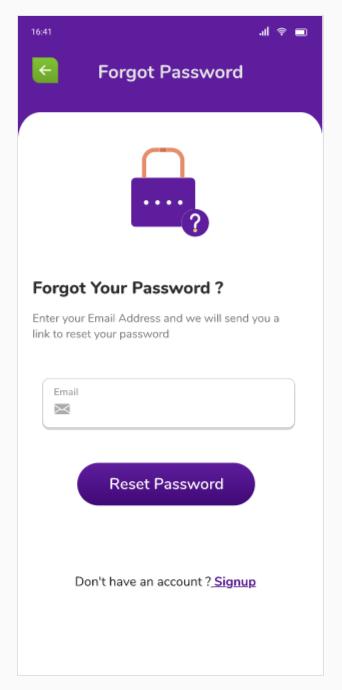 16:41
Forgot Password
?
Forgot Your Password ?
Enter your Email Address and we will send you a
link to reset your password
Email
Reset Password
Don't have an account ? Signup